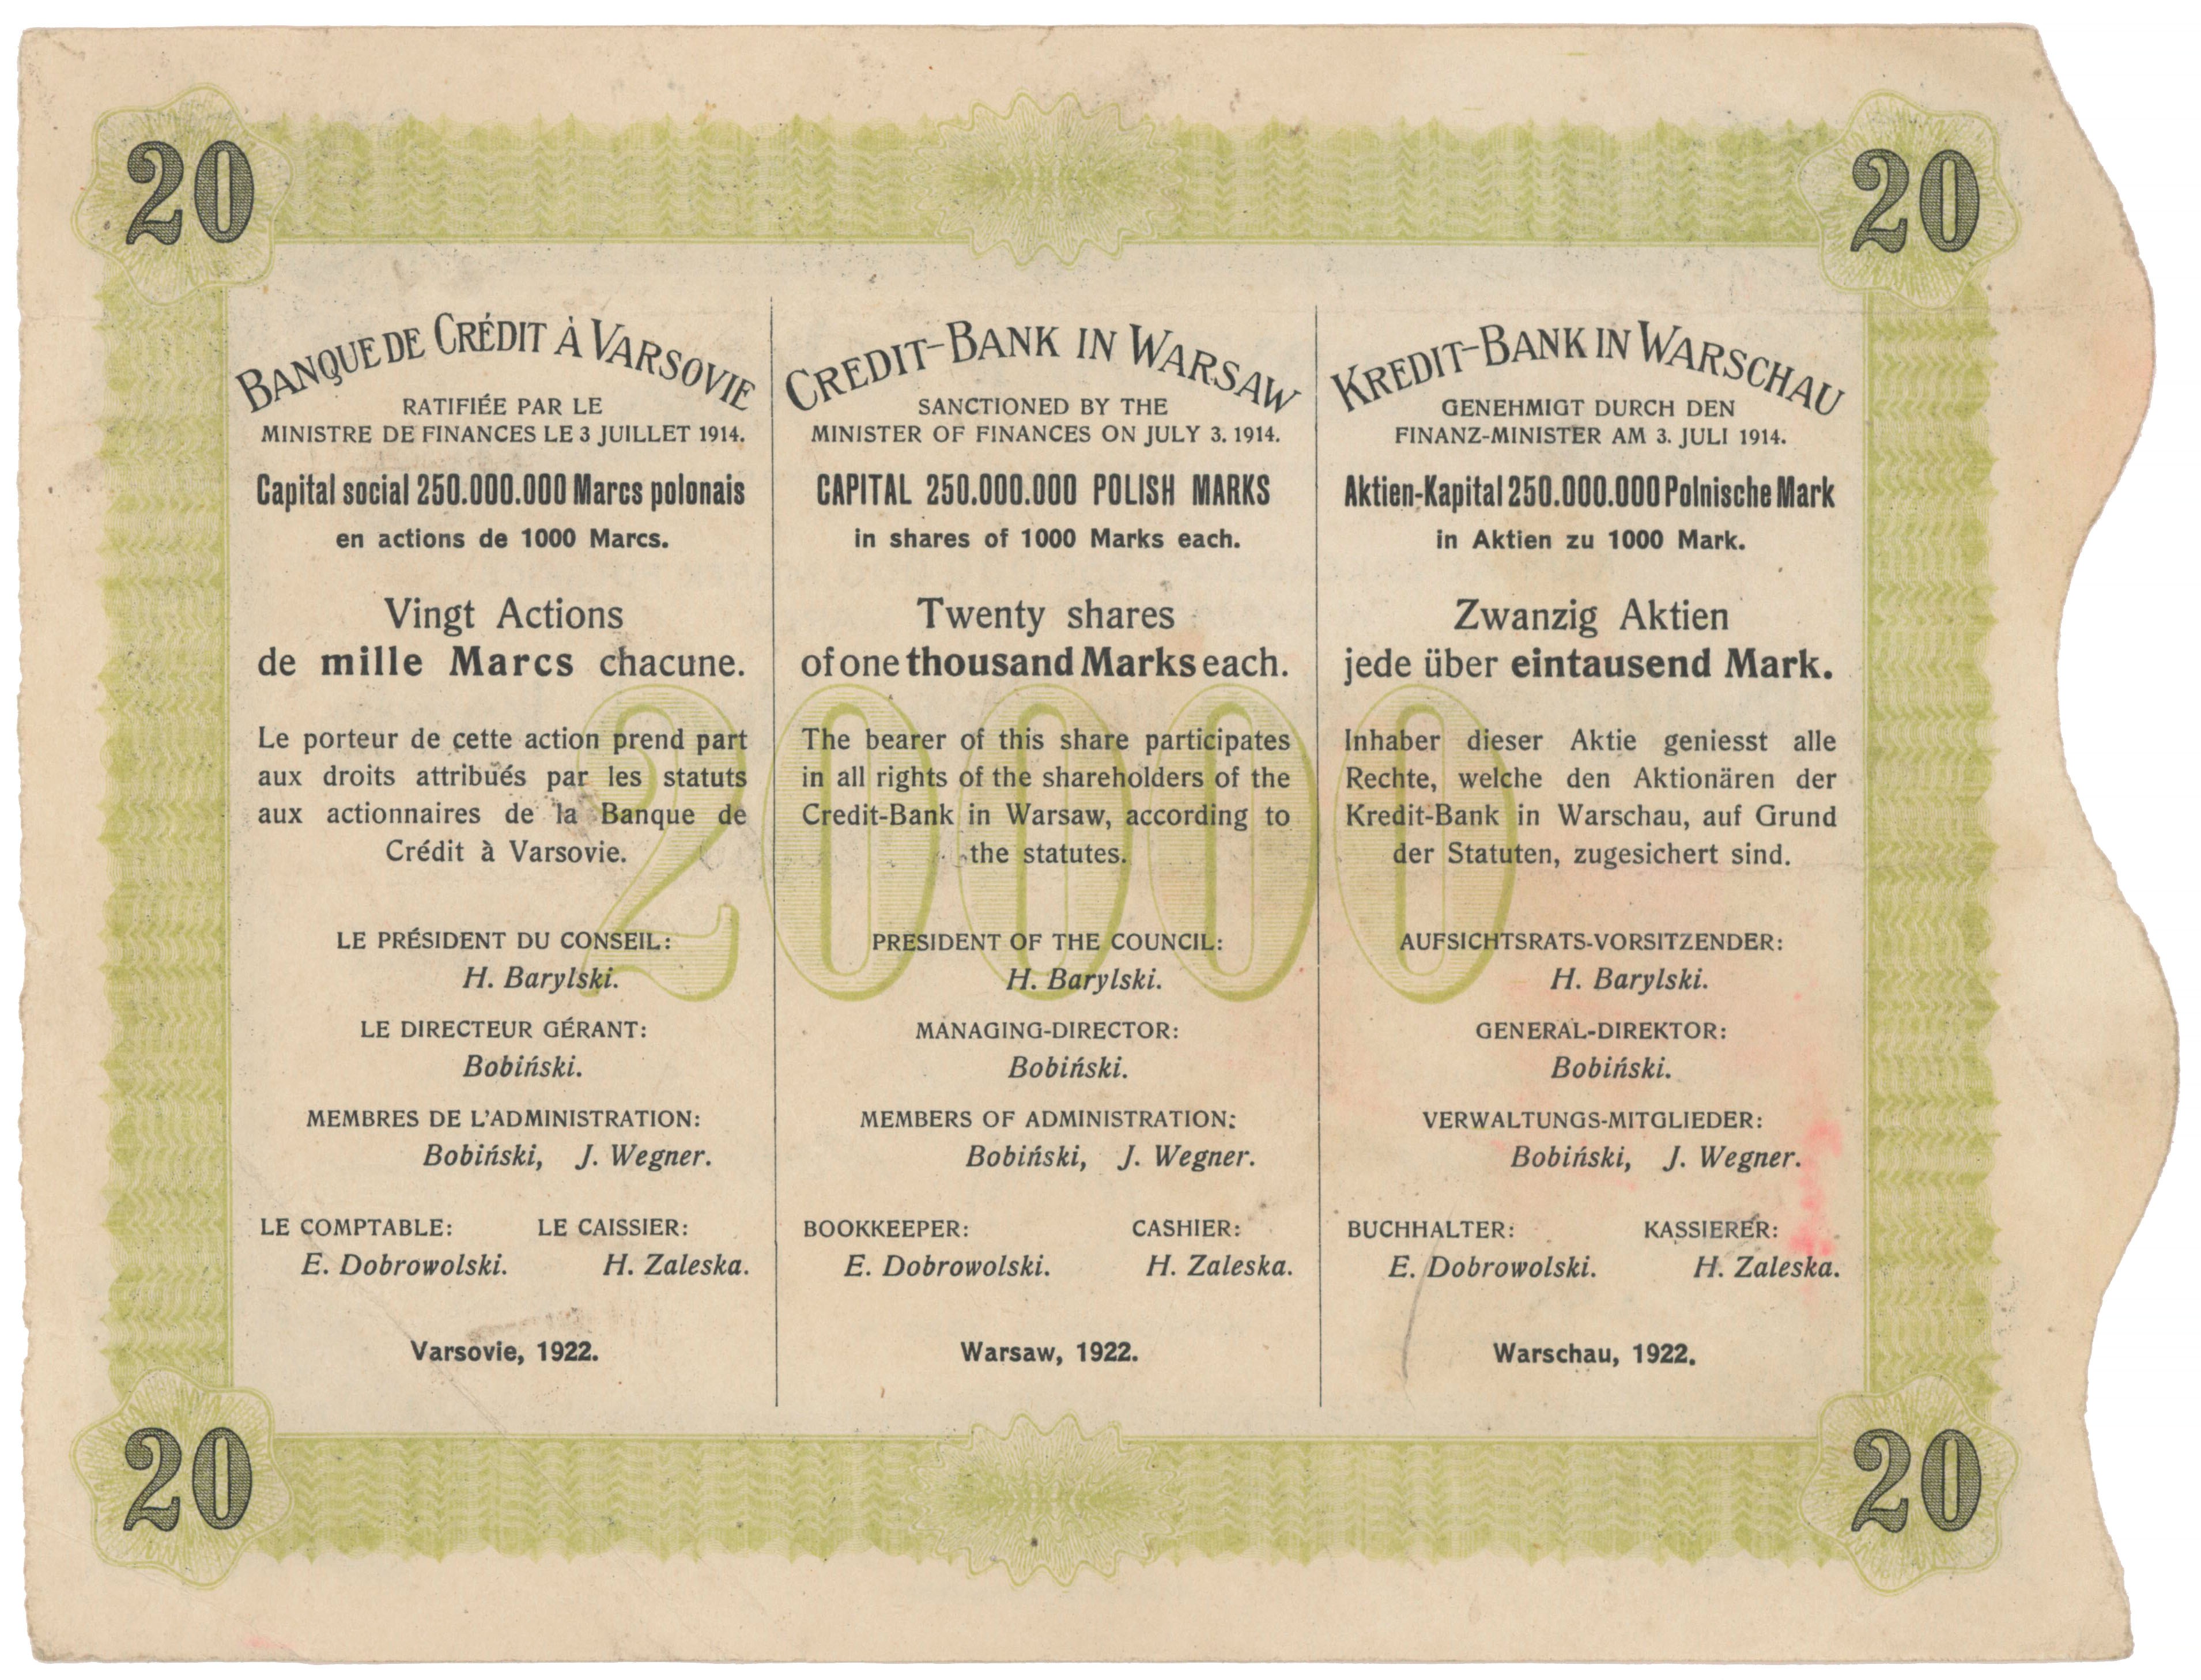 20
20
BANQUE DE CRÉDIT À VARSOVIE
RATIFIÉE PAR LE
MINISTRE DE FINANCES LE 3 JUILLET 1914.
Capital social 250.000.000 Marcs polonais
en actions de 1000 Marcs.
Vingt Actions
de mille Marcs chacune.
Le porteur de cette action prend part
aux droits attribués par les statuts
aux actionnaires de la Banque de
Crédit à Varsovie.
LE PRÉSIDENT DU CONSEIL:
H. Barylski.
LE DIRECTEUR GÉRANT:
Bobiński.
MEMBRES DE L'ADMINISTRATION:
Bobiński, J. Wegner.
LE COMPTABLE: LE CAISSIER:
E. Dobrowolski. H. Zaleska.
Varsovie, 1922.
CREDIT-BANK IN WARSAW
SANCTIONED BY THE
MINISTER OF FINANCES ON JULY 3. 1914.
CAPITAL 250.000.000 POLISH MARKS
in shares of 1000 Marks each.
Twenty shares
of one thousand Marks each.
The bearer of this share participates
in all rights of the shareholders of the
Credit-Bank in Warsaw, according to
the statutes.
PRESIDENT OF THE COUNCIL:
H. Barylski.
MANAGING-DIRECTOR:
Bobiński.
MEMBERS OF ADMINISTRATION:
Bobiński, J. Wegner.
BOOKKEEPER: CASHIER:
E. Dobrowolski. H. Zaleska.
Warsaw, 1922.
KREDIT-BANK IN WARSCHAU
GENEHMIGT DURCH DEN
FINANZ-MINISTER AM 3. JULI 1914.
Aktien-Kapital 250.000.000 Polnische Mark
in Aktien zu 1000 Mark.
Zwanzig Aktien
jede über eintausend Mark.
Inhaber dieser Aktie geniesst alle
Rechte, welche den Aktionären der
Kredit-Bank in Warschau, auf Grund
der Statuten, zugesichert sind.
AUFSICHTSRATS-VORSITZENDER:
H. Barylski.
GENERAL-DIREKTOR:
Bobiński.
VERWALTUNGS-MITGLIEDER:
Bobiński, J. Wegner.
BUCHHALTER: KASSIERER:
E. Dobrowolski. H. Zaleska.
Warschau, 1922.
20000
20
20